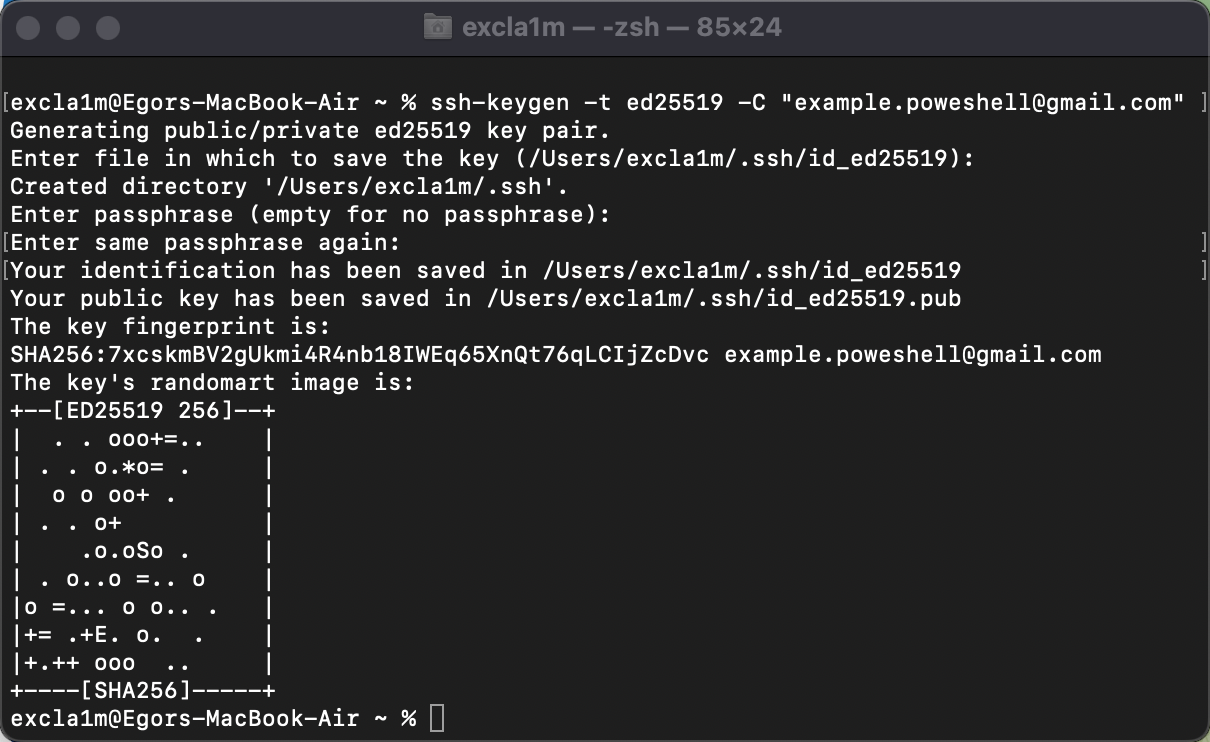 excla1m — -zsh — 85×24
[excla1m@Egors-MacBook-Air ~ % ssh-keygen -t ed25519 -C "example.poweshell@gmail.com" ]
Generating public/private ed25519 key pair.
Enter file in which to save the key (/Users/excla1m/.ssh/id_ed25519):
Created directory '/Users/excla1m/.ssh'.
Enter passphrase (empty for no passphrase):
[Enter same passphrase again: ]
[Your identification has been saved in /Users/excla1m/.ssh/id_ed25519 ]
Your public key has been saved in /Users/excla1m/.ssh/id_ed25519.pub
The key fingerprint is:
SHA256:7xcskmBV2gUkmi4R4nb18IWEq65XnQt76qLCIjZcDvc example.poweshell@gmail.com
The key's randomart image is:
+--[ED25519 256]--+
|  . . ooo+=..    |
| . . o.*o= .     |
|  o o oo+ .      |
| . . o+          |
|    .o.oSo .     |
| . o..o =.. o    |
|o =... o o.. .   |
|+= .+E. o.  .    |
|+.++ ooo  ..     |
+----[SHA256]-----+
excla1m@Egors-MacBook-Air ~ %